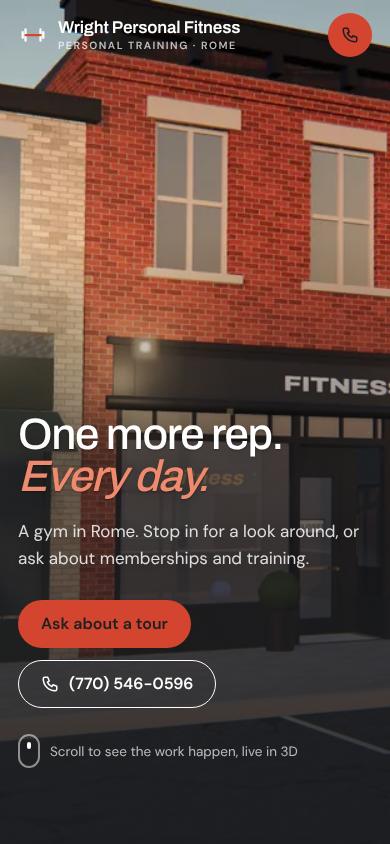 Wright Personal Fitness
PERSONAL TRAINING · ROME
FITNESS
One more rep.
Every day.
A gym in Rome. Stop in for a look around, or
ask about memberships and training.
Ask about a tour
(770) 546-0596
Scroll to see the work happen, live in 3D